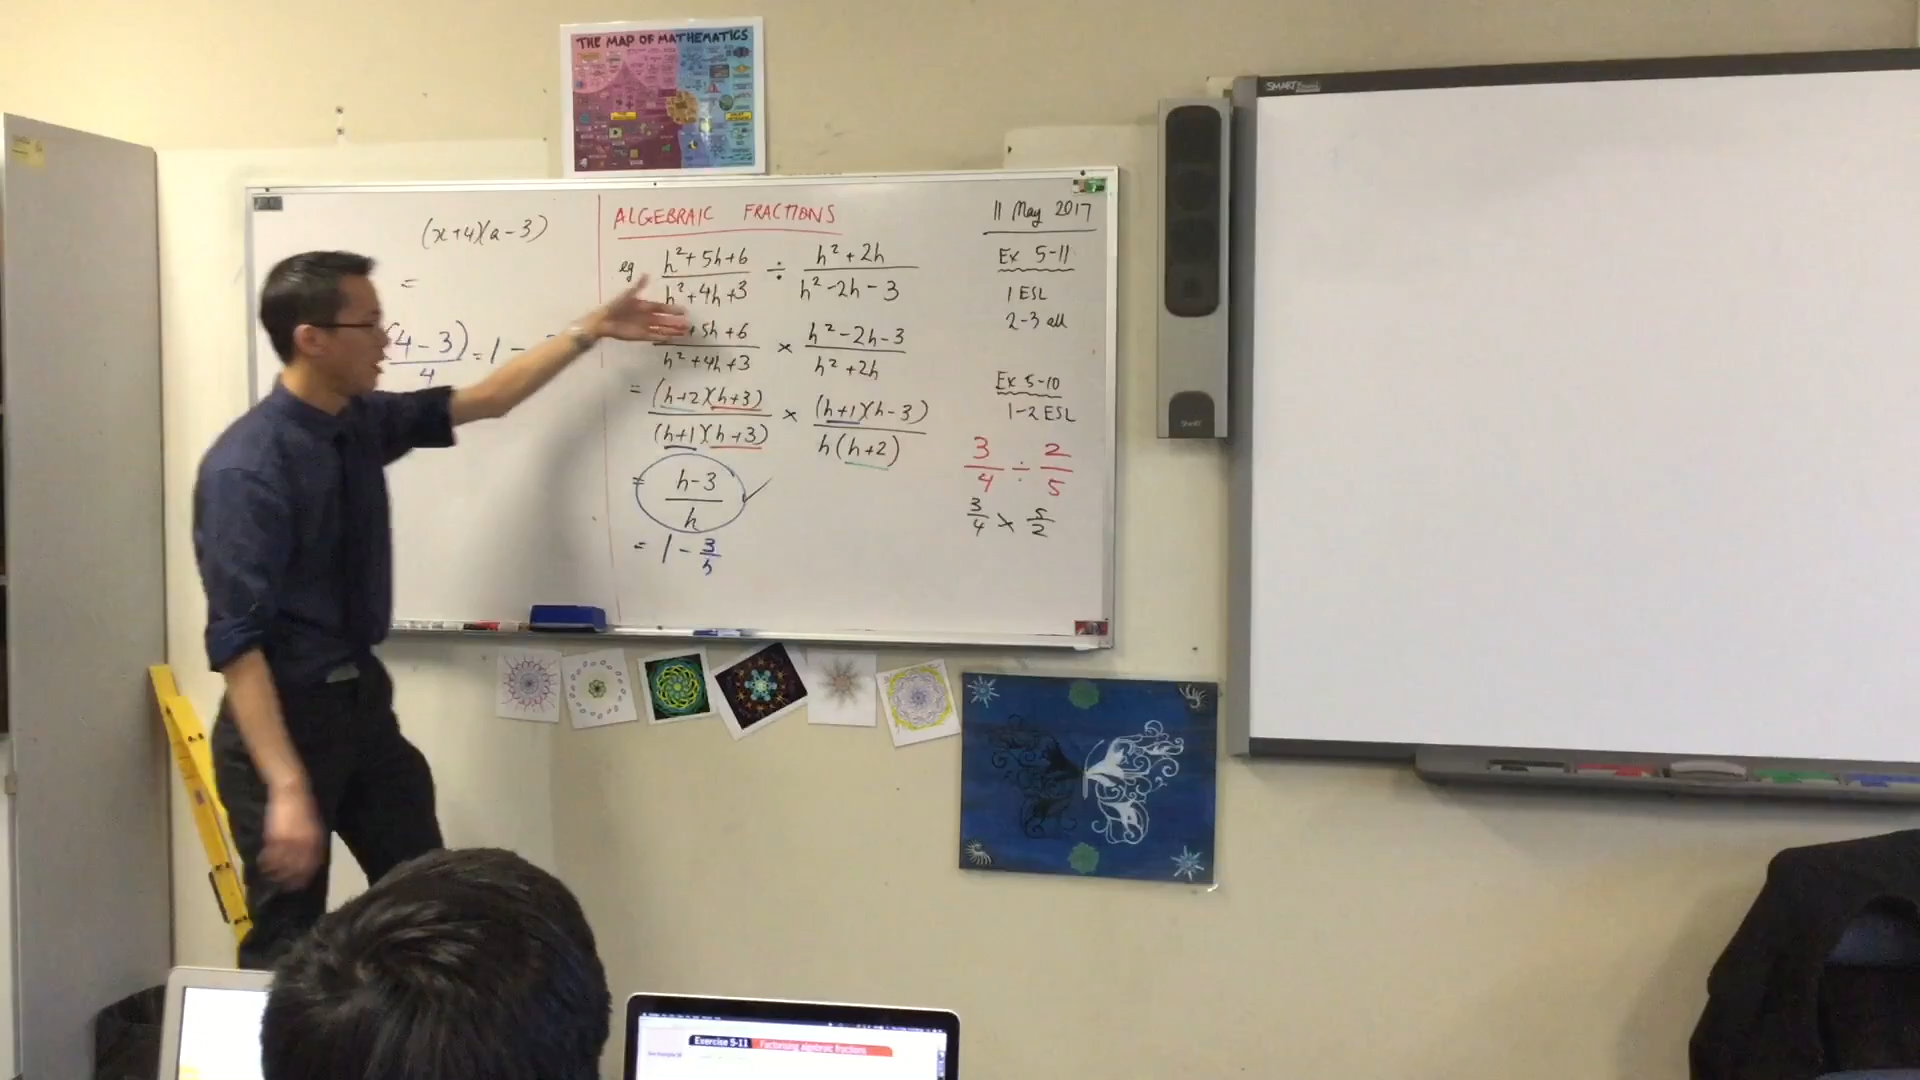 THE MAP OF MATHEMATICS
SMART Board
(x+4)(a-3)
=
(4-3)/4 = 1 -
ALGEBRAIC FRACTIONS
eg (h²+5h+6)/(h²+4h+3) ÷ (h²+2h)/(h²-2h-3)
+5h+6/(h²+4h+3) × (h²-2h-3)/(h²+2h)
= (h+2)(h+3)/(h+1)(h+3) × (h+1)(h-3)/h(h+2)
= (h-3)/h ✓
= 1 - 3/h
11 May 2017
Ex 5-11
1 ESL
2-3 all
Ex 5-10
1-2 ESL
3/4 ÷ 2/5
3/4 × 5/2
SMART
Exercise 5-11 Factorising algebraic fractions